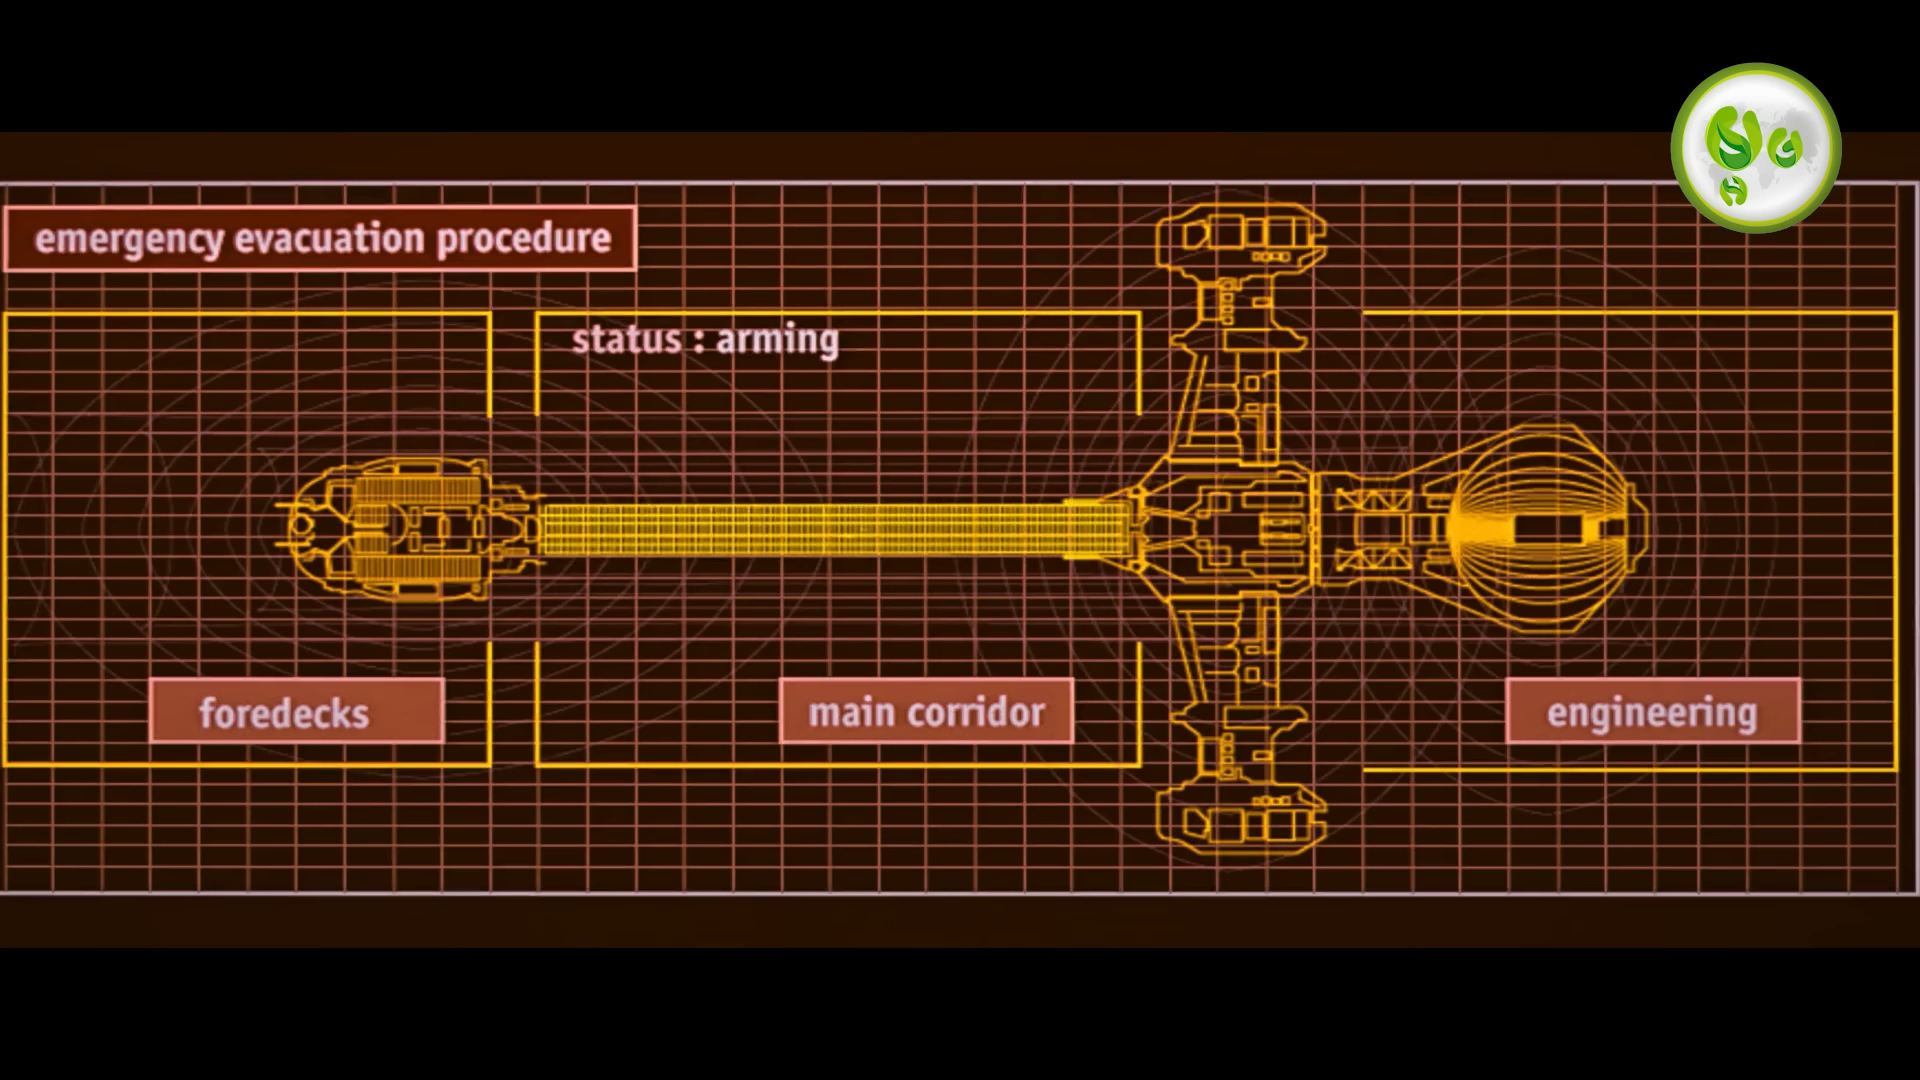 emergency evacuation procedure
status : arming
foredecks
main corridor
engineering